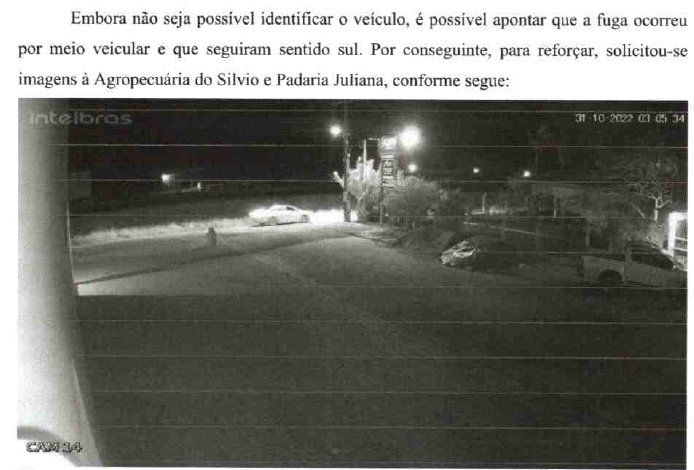 Embora não seja possível identificar o veículo, é possível apontar que a fuga ocorreu
por meio veicular e que seguiram sentido sul. Por conseguinte, para reforçar, solicitou-se
imagens à Agropecuária do Silvio e Padaria Juliana, conforme segue:
intelbras
31-10-2022 03:05:34
CAM 14